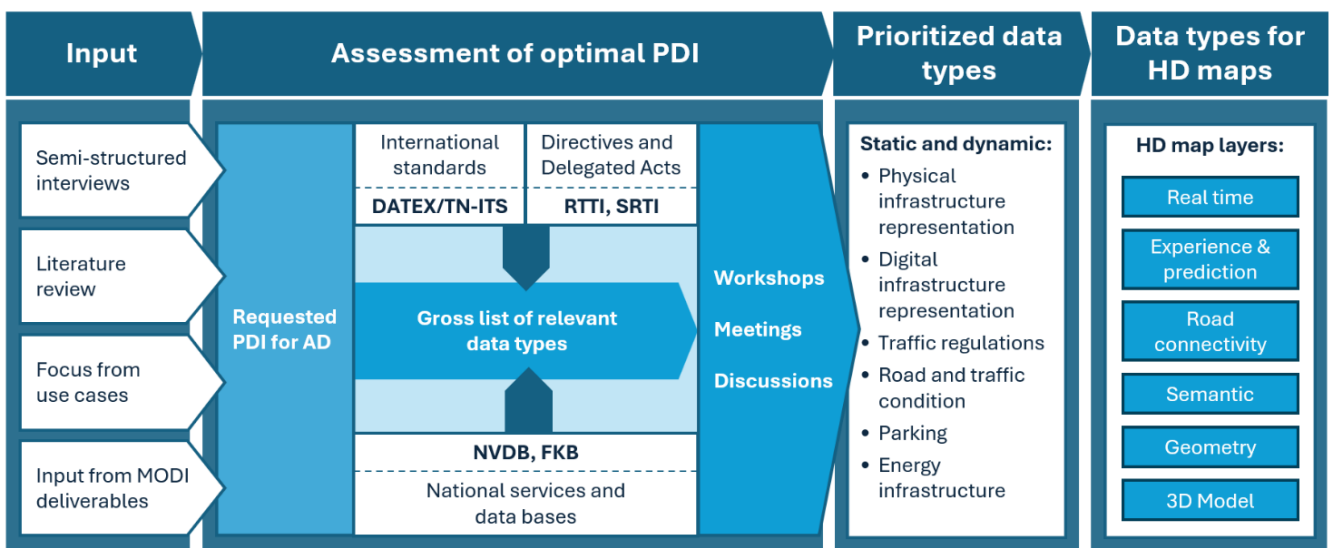 Input
Assessment of optimal PDI
Prioritized data
types
Data types for
HD maps
Semi-structured
interviews
Literature
review
Focus from
use cases
Input from MODI
deliverables
Requested
PDI for AD
International
standards
DATEX/TN-ITS
Directives and
Delegated Acts
RTTI, SRTI
Gross list of relevant
data types
NVDB, FKB
National services and
data bases
Workshops
Meetings
Discussions
Static and dynamic:
• Physical
infrastructure
representation
• Digital
infrastructure
representation
• Traffic regulations
• Road and traffic
condition
• Parking
• Energy
infrastructure
HD map layers:
Real time
Experience &
prediction
Road
connectivity
Semantic
Geometry
3D Model